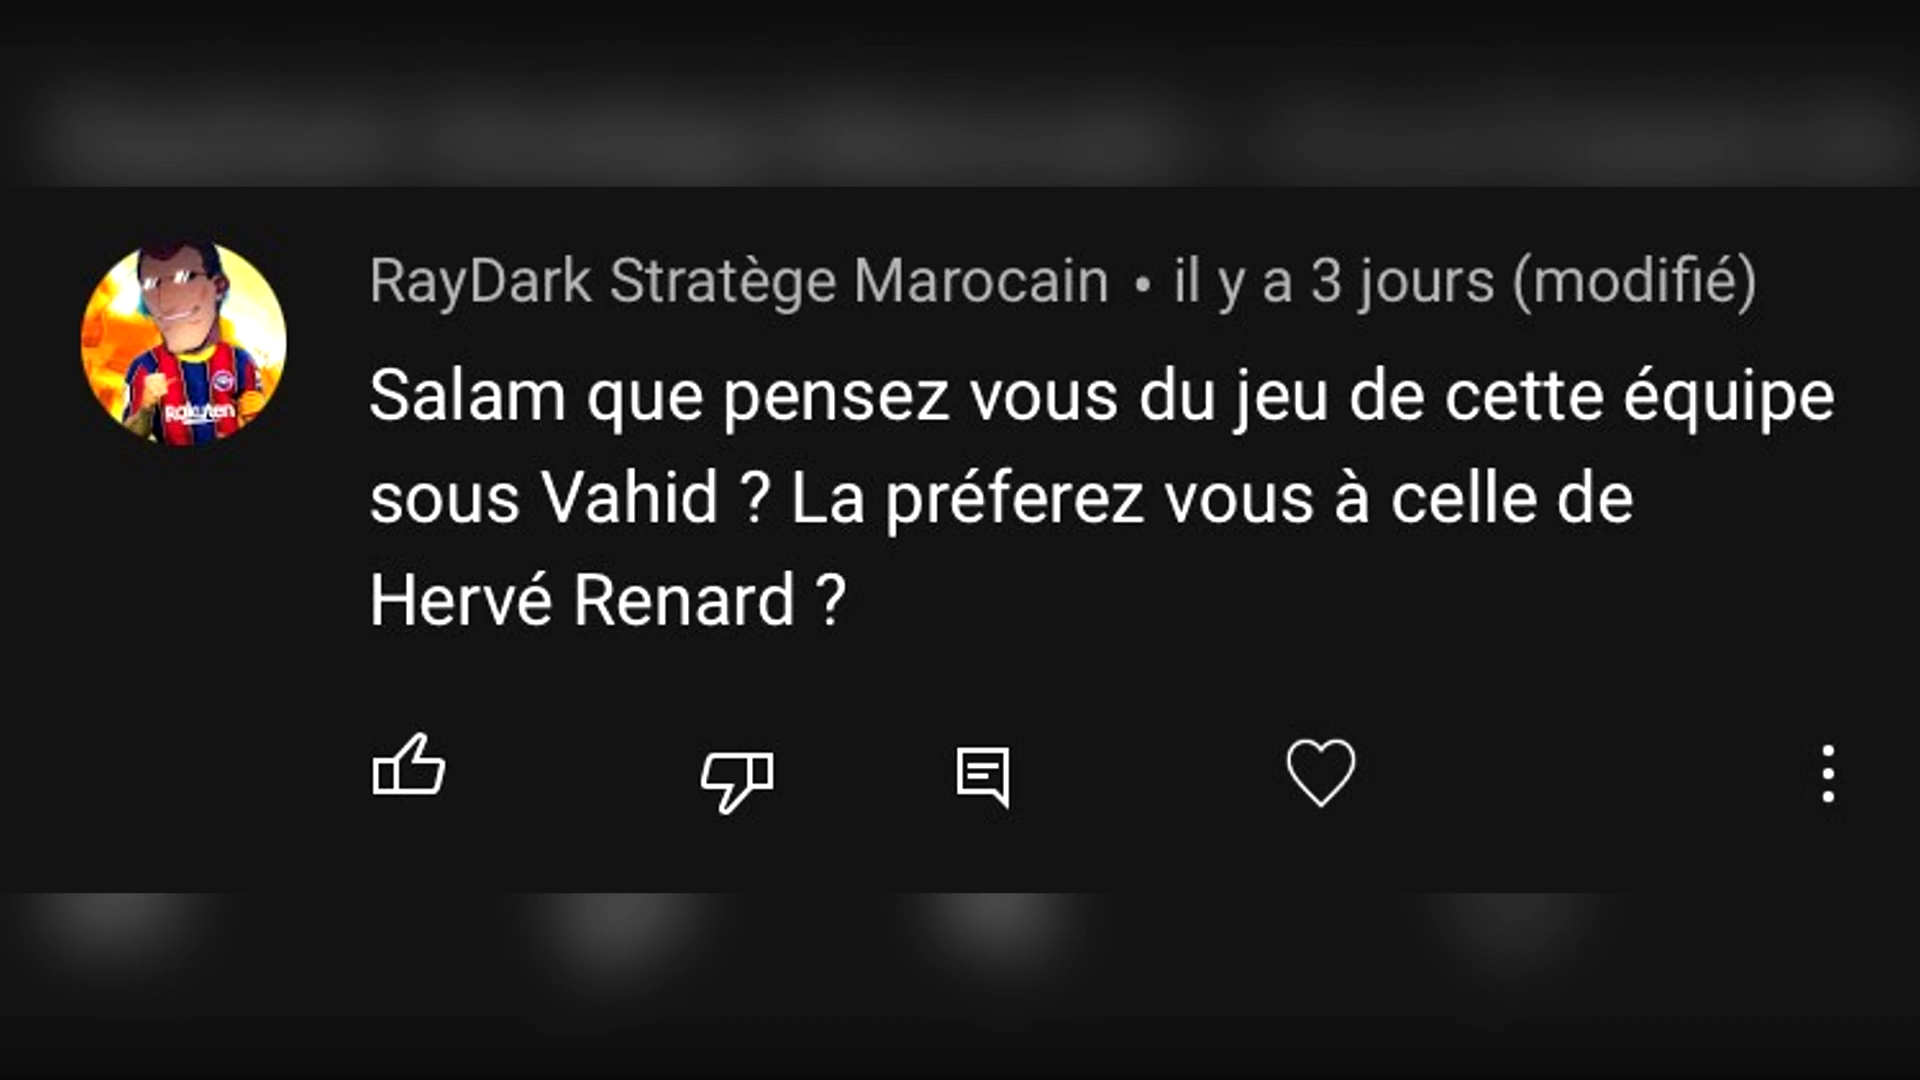 RayDark Stratège Marocain • il y a 3 jours (modifié)
Salam que pensez vous du jeu de cette équipe
sous Vahid ? La préferez vous à celle de
Hervé Renard ?
Rakuten